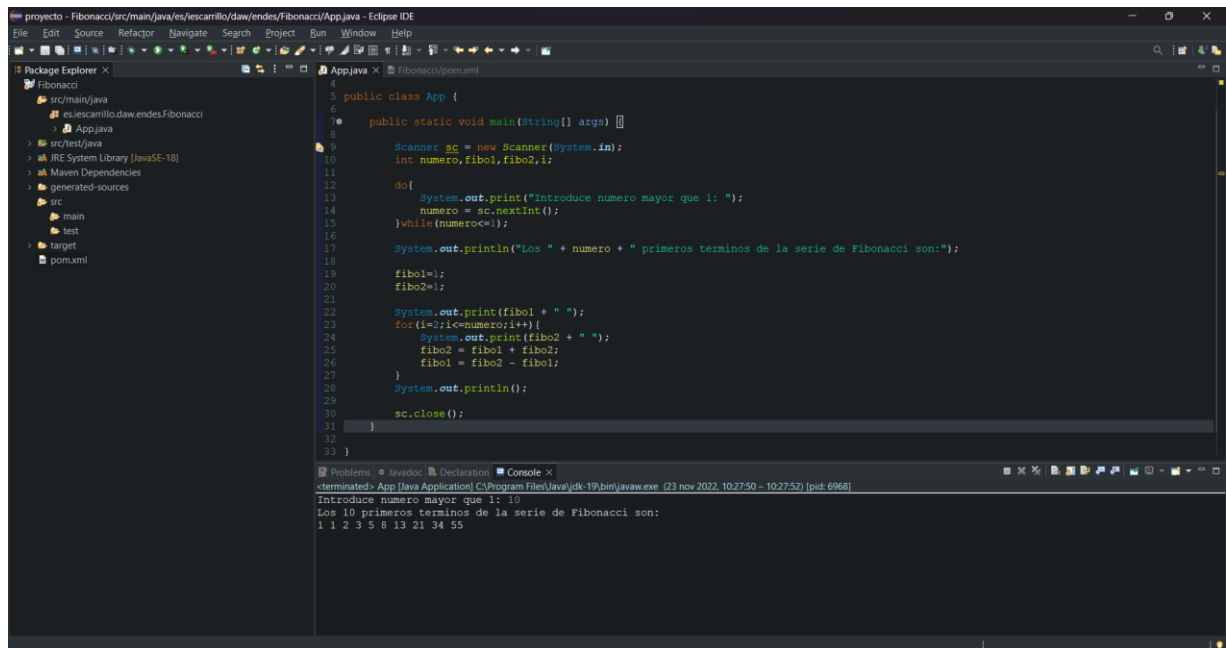 proyecto - Fibonacci/src/main/java/es/iescarrillo/daw/endes/Fibonacci/App.java - Eclipse IDE
File Edit Source Refactor Navigate Search Project Run Window Help
Package Explorer
Fibonacci
src/main/java
es.iescarrillo.daw.endes.Fibonacci
App.java
src/test/java
JRE System Library [JavaSE-18]
Maven Dependencies
generated-sources
src
main
test
target
pom.xml
App.java Fibonacci/pom.xml
4
5 public class App {
6
7 public static void main(String[] args) {
8
9 Scanner sc = new Scanner(System.in);
10 int numero,fibo1,fibo2,i;
11
12 do{
13 System.out.print("Introduce numero mayor que 1: ");
14 numero = sc.nextInt();
15 }while(numero<=1);
16
17 System.out.println("Los " + numero + " primeros terminos de la serie de Fibonacci son:");
18
19 fibo1=1;
20 fibo2=1;
21
22 System.out.print(fibo1 + " ");
23 for(i=2;i<=numero;i++){
24 System.out.print(fibo2 + " ");
25 fibo2 = fibo1 + fibo2;
26 fibo1 = fibo2 - fibo1;
27 }
28 System.out.println();
29
30 sc.close();
31 }
32
33 }
Problems Javadoc Declaration Console
<terminated> App [Java Application] C:\Program Files\Java\jdk-19\bin\javaw.exe (23 nov 2022, 10:27:50 – 10:27:52) [pid: 6968]
Introduce numero mayor que 1: 10
Los 10 primeros terminos de la serie de Fibonacci son:
1 1 2 3 5 8 13 21 34 55